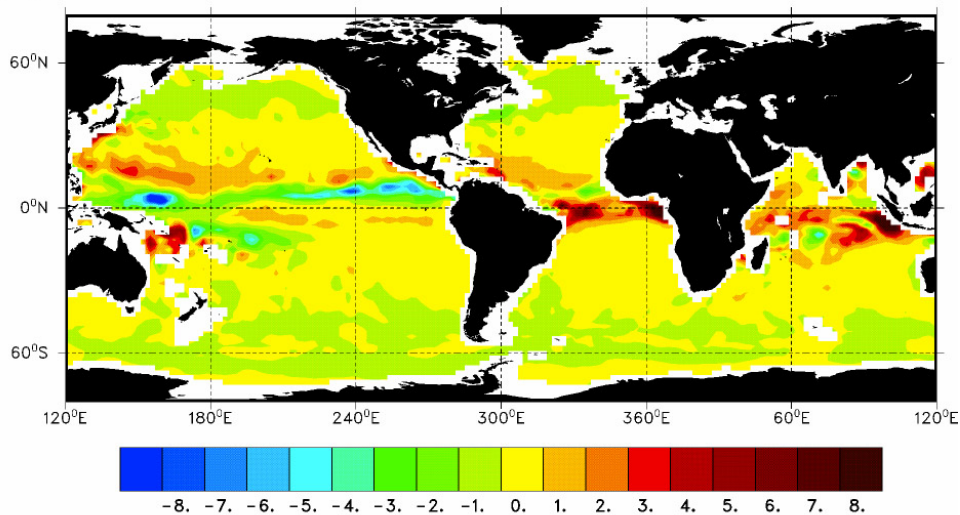 60⁰N
0⁰N
60⁰S
120⁰E 180⁰E 240⁰E 300⁰E 360⁰E 60⁰E 120⁰E
-8. -7. -6. -5. -4. -3. -2. -1. 0. 1. 2. 3. 4. 5. 6. 7. 8.